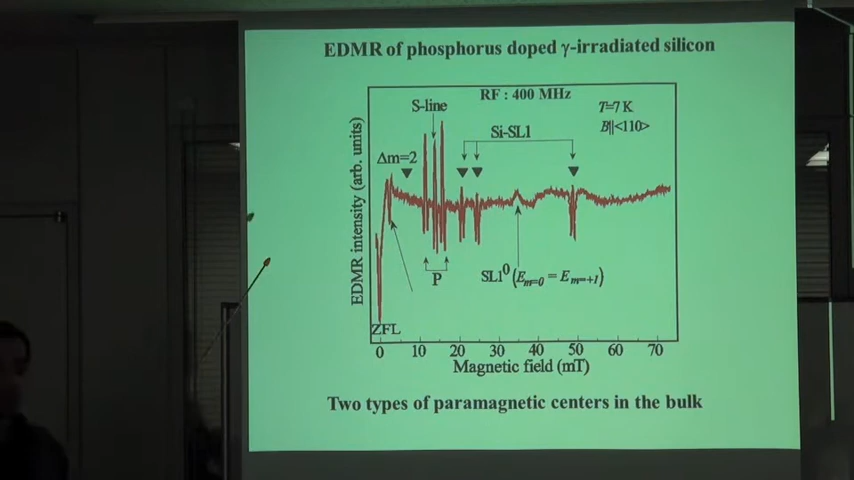 EDMR of phosphorus doped γ-irradiated silicon
RF : 400 MHz
T=7 K
B||<110>
S-line
Si-SL1
Δm=2
P
SL1⁰ (Eₘ₌₀ = Eₘ₌₊₁)
ZFL
EDMR intensity (arb. units)
0 10 20 30 40 50 60 70
Magnetic field (mT)
Two types of paramagnetic centers in the bulk